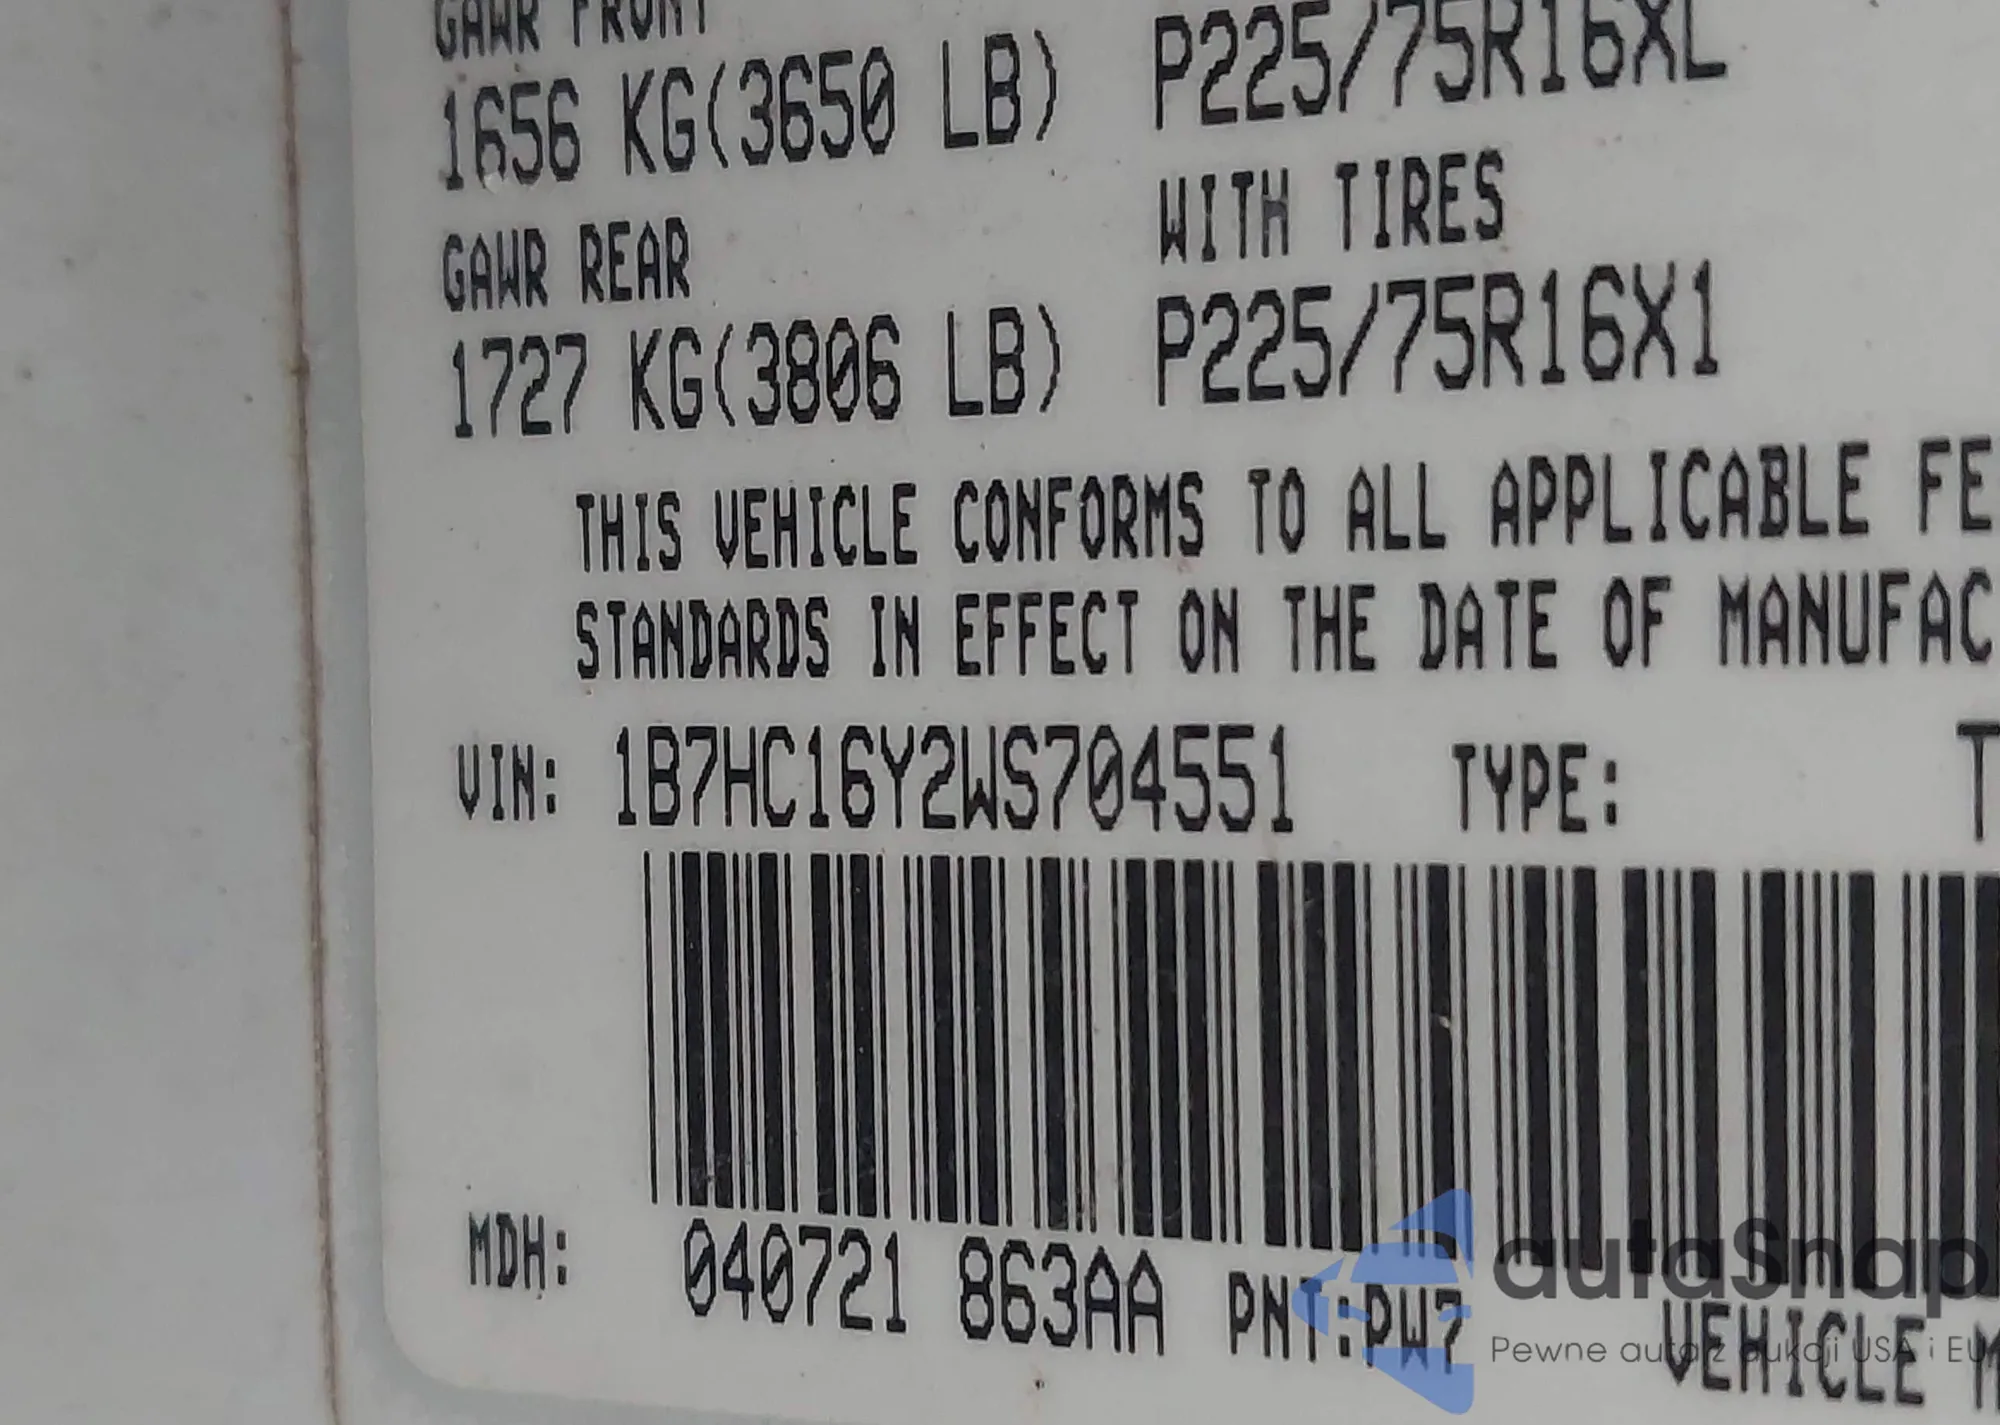 GAWR FRONT
1656 KG(3650 LB) P225/75R16XL
GAWR REAR WITH TIRES
1727 KG(3806 LB) P225/75R16X1
THIS VEHICLE CONFORMS TO ALL APPLICABLE FE
STANDARDS IN EFFECT ON THE DATE OF MANUFAC
VIN: 1B7HC16Y2WS704551 TYPE: T
MDH: 040721 863AA PNT:PW7
VEHICLE M
autaSnap
Pewne auta z aukcji USA i EU